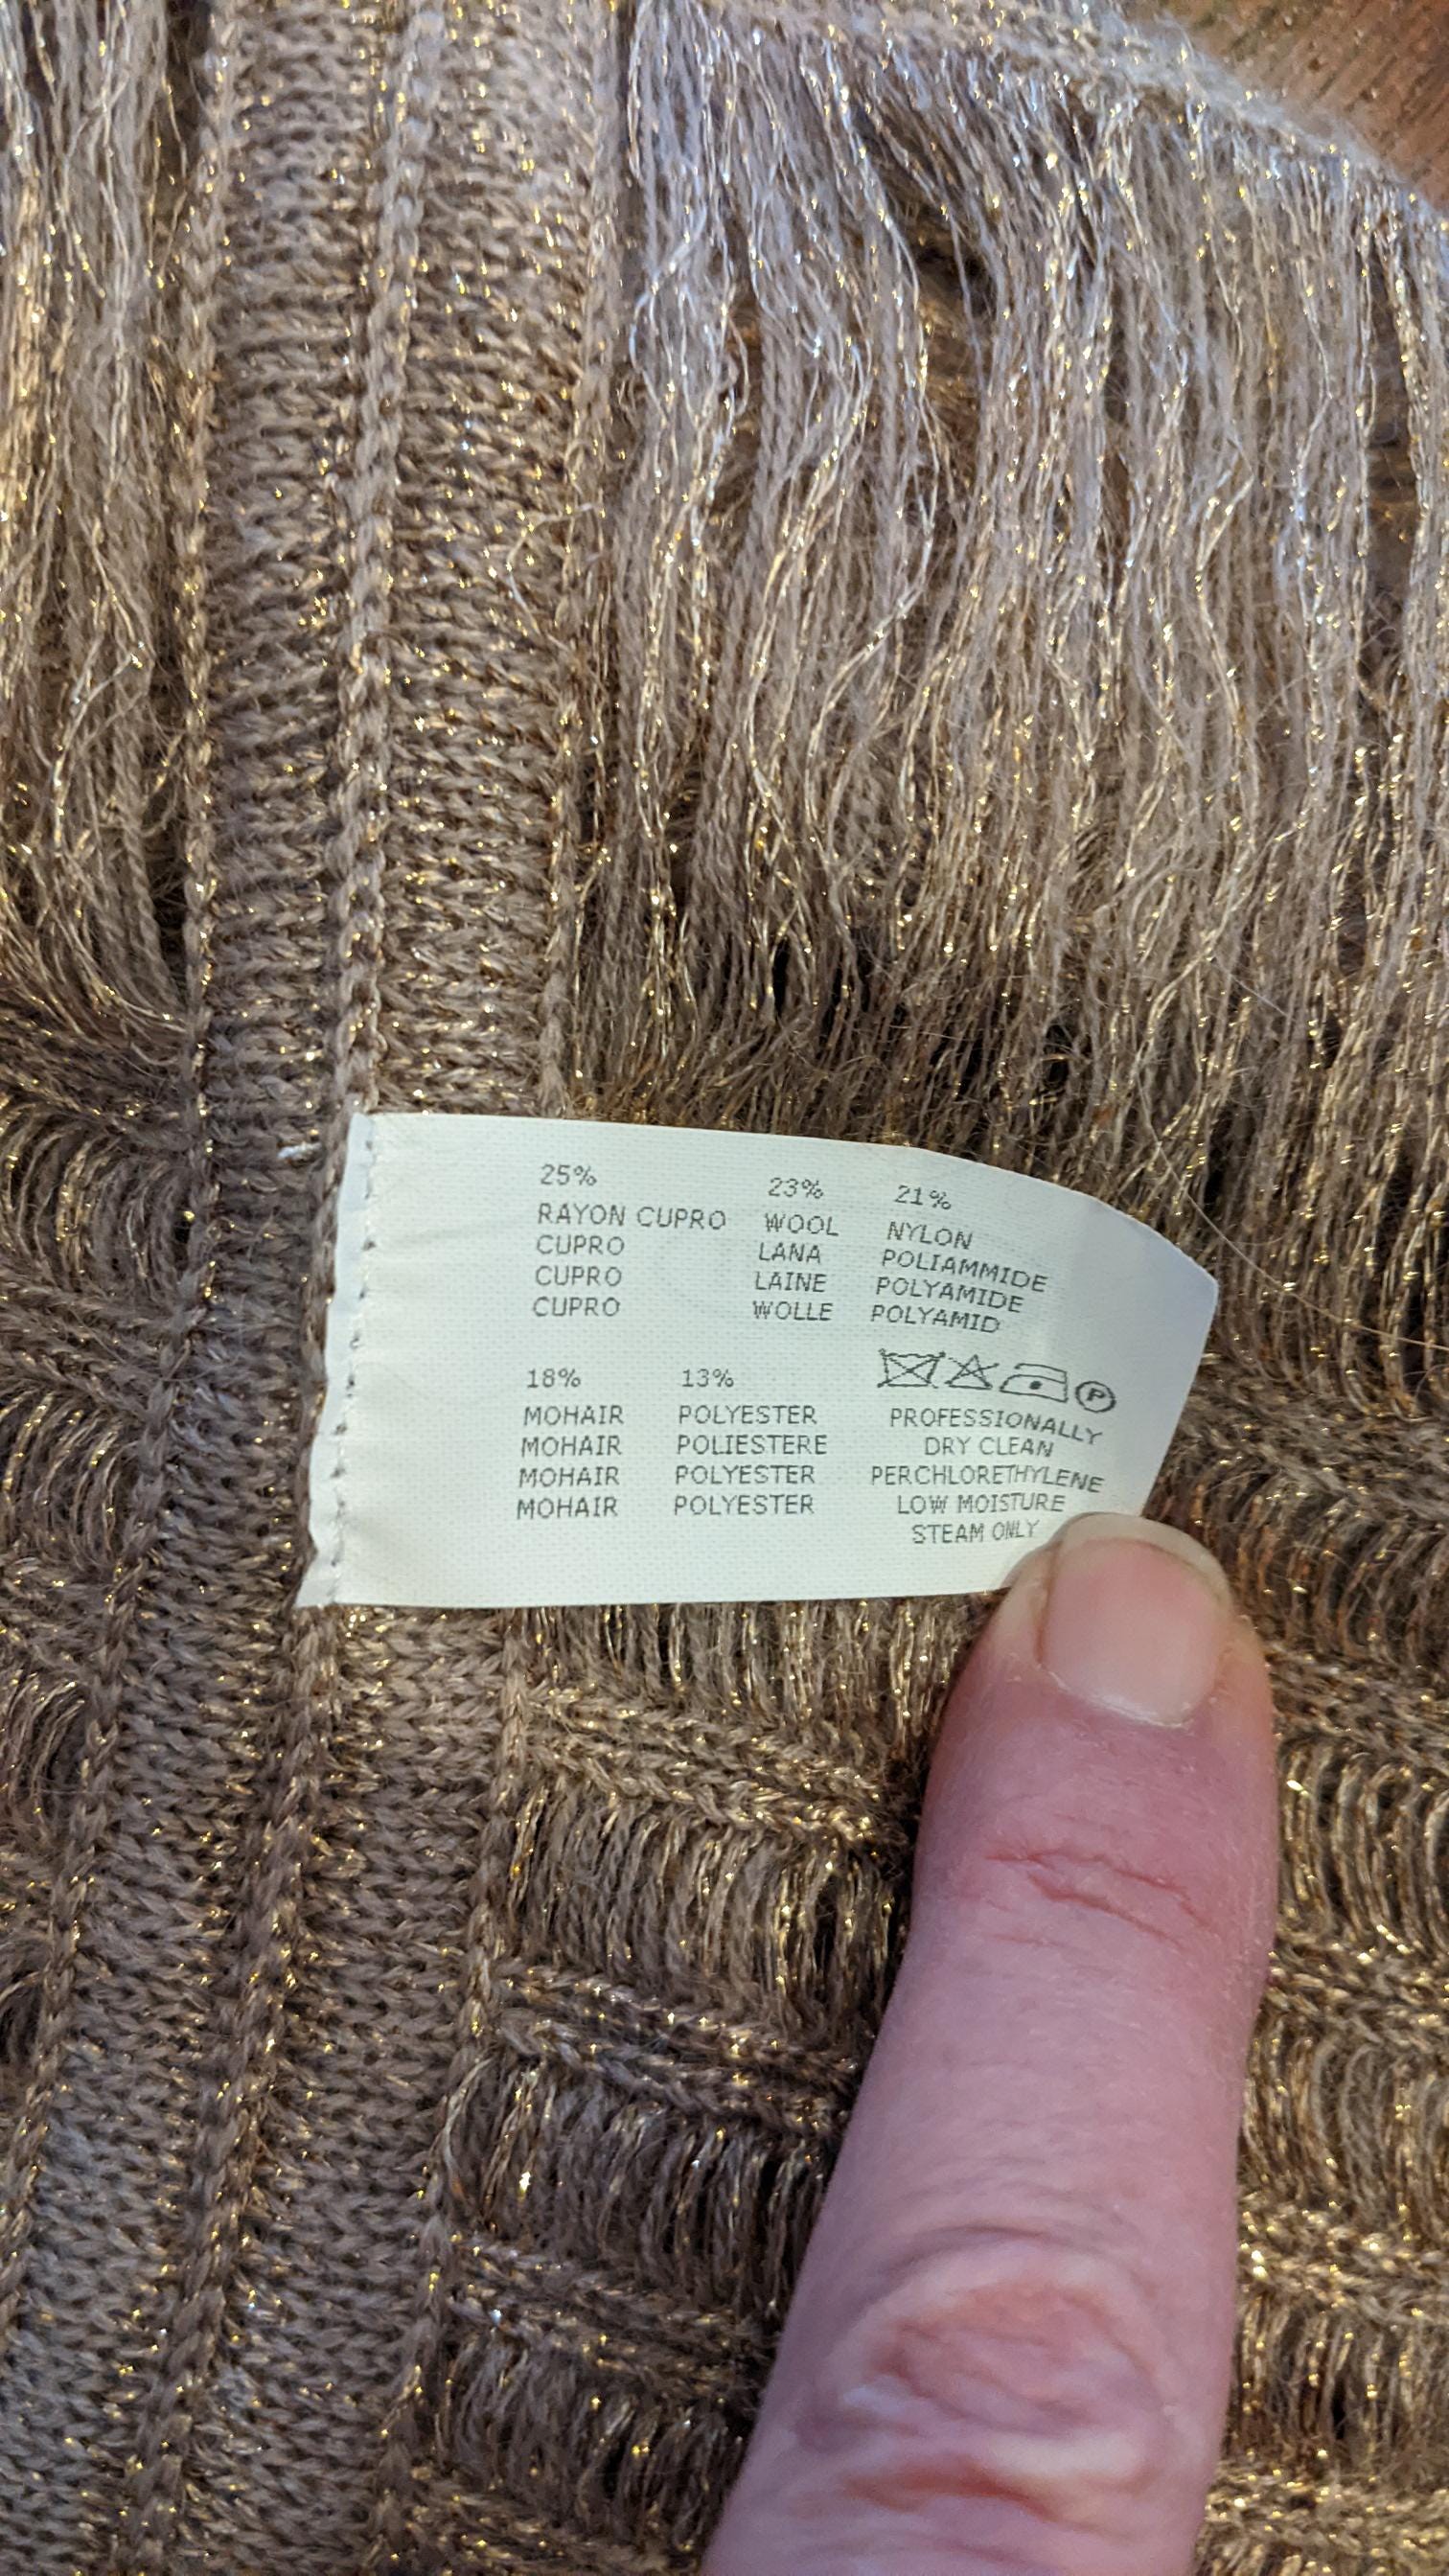 25%
RAYON CUPRO
CUPRO
CUPRO
CUPRO
23%
WOOL
LANA
LAINE
WOLLE
21%
NYLON
POLIAMMIDE
POLYAMIDE
POLYAMID
18%
MOHAIR
MOHAIR
MOHAIR
MOHAIR
13%
POLYESTER
POLIESTERE
POLYESTER
POLYESTER
P
PROFESSIONALLY
DRY CLEAN
PERCHLORETHYLENE
LOW MOISTURE
STEAM ONLY